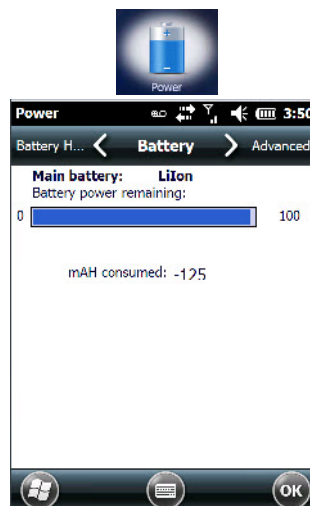 Power
Power 3:50
Battery H... Battery Advanced
Main battery: LiIon
Battery power remaining:
0 100
mAH consumed: -125
OK